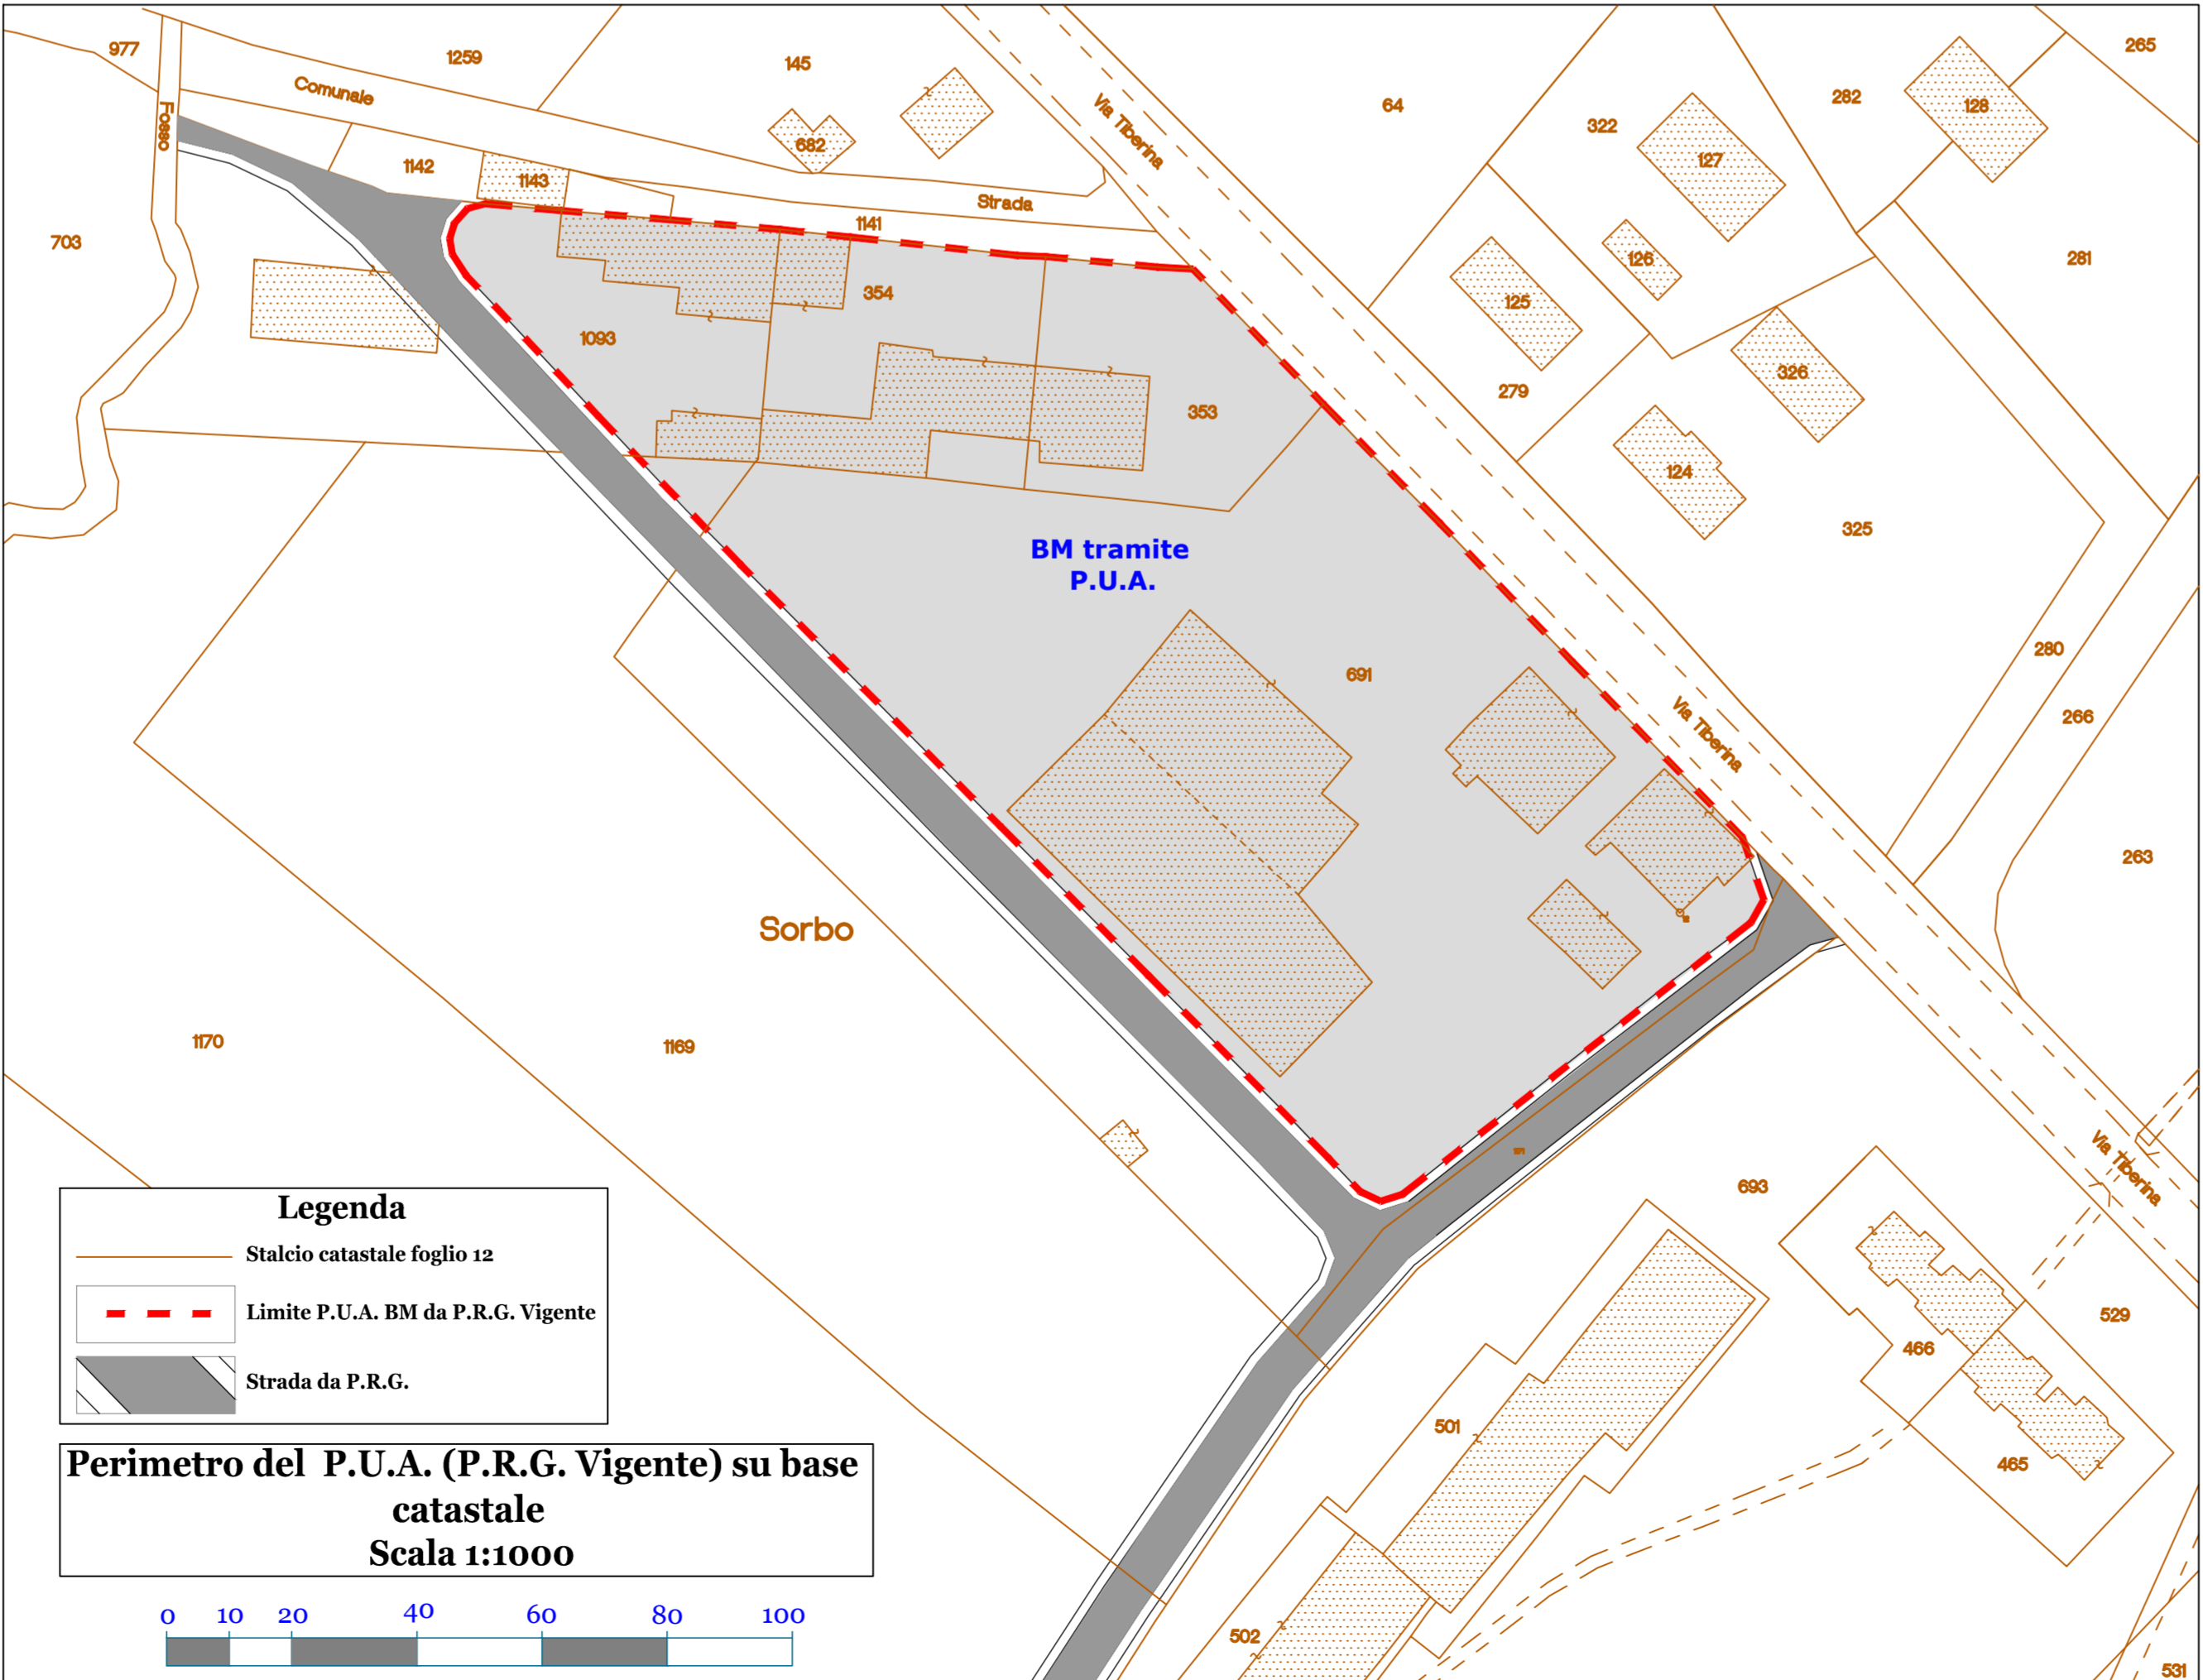 977
1259
145
64
322
282
128
265
Comunale
Fosso
Via Tiberina
682
127
1142
1143
703
Strada
1141
126
281
354
125
1093
326
279
353
124
325
BM tramite
P.U.A.
691
280
Via Tiberina
266
263
Sorbo
1170
1169
693
Via Tiberina
529
466
501
465
502
531
Legenda
Stalcio catastale foglio 12
Limite P.U.A. BM da P.R.G. Vigente
Strada da P.R.G.
Perimetro del P.U.A. (P.R.G. Vigente) su base
catastale
Scala 1:1000
0 10 20 40 60 80 100